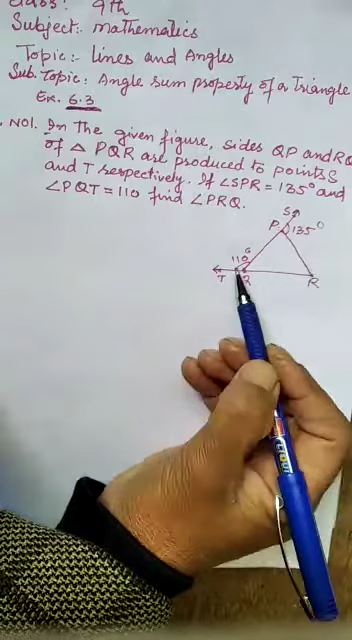 Class: 9th
Subject:- mathematics
Topic:- Lines and Angles
Sub. Topic: Angle sum property of a Triangle
Ex. 6.3
No1. In the given figure, sides QP and RQ
of △ PQR are produced to points S
and T respectively. If ∠SPR = 135° and
∠PQT = 110 find ∠PRQ.
S
P 135°
110°
T Q R